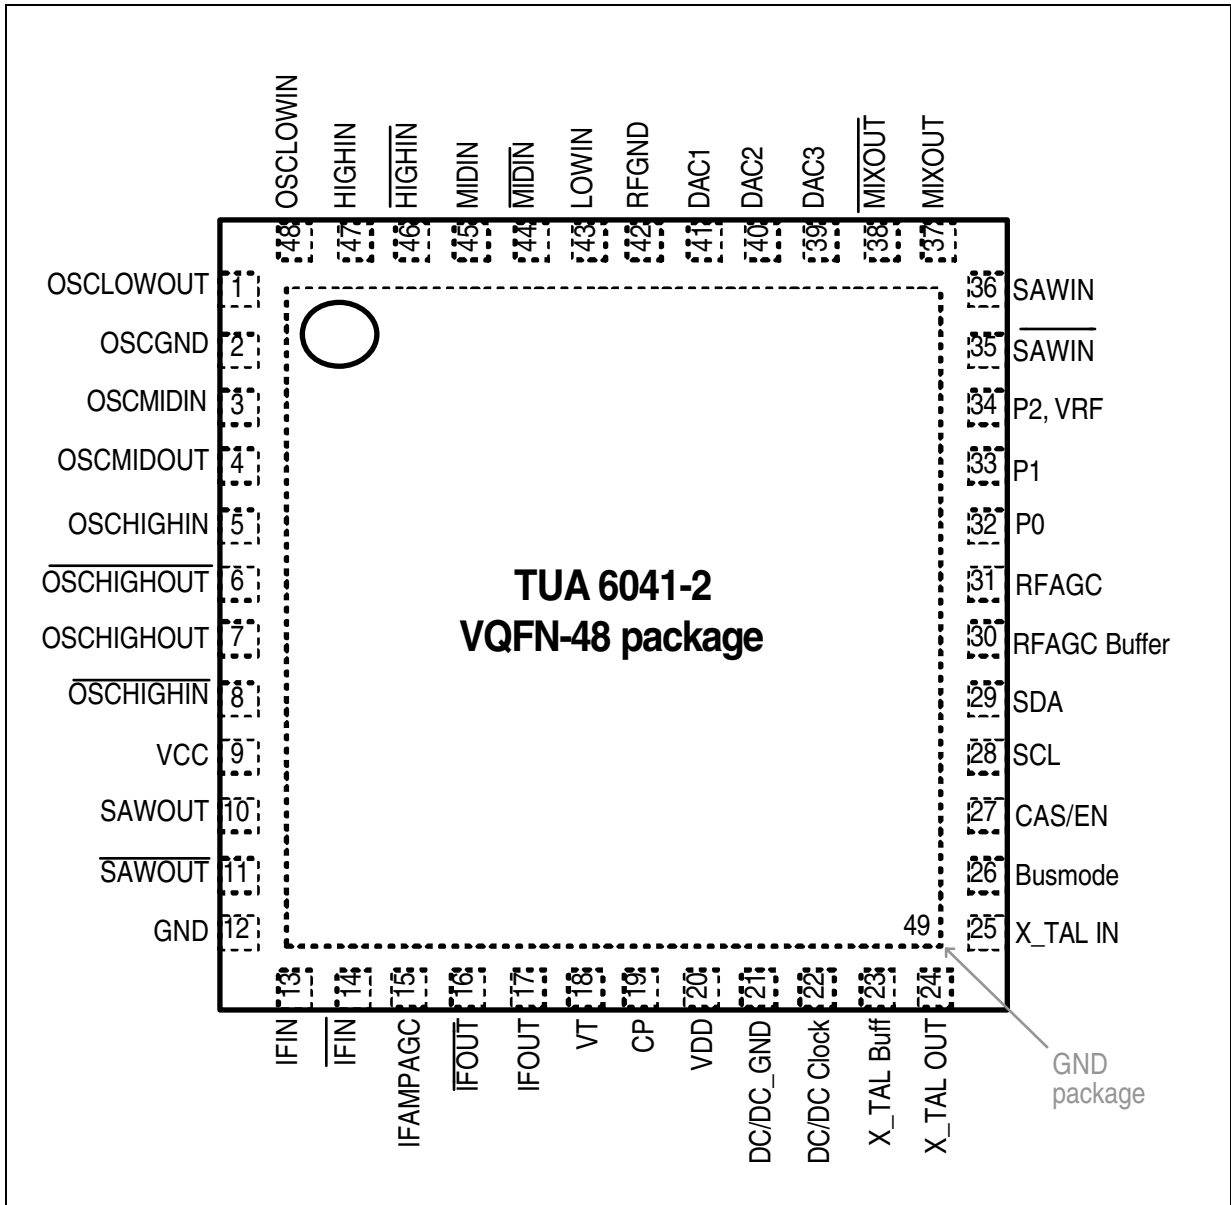 OSCLOWIN
HIGHIN
HIGHIN
MIDIN
MIDIN
LOWIN
RFGND
DAC1
DAC2
DAC3
MIXOUT
MIXOUT
48
47
46
45
44
43
42
41
40
39
38
37
OSCLOWOUT 1
OSCGND 2
OSCMIDIN 3
OSCMIDOUT 4
OSCHIGHIN 5
OSCHIGHOUT 6
OSCHIGHOUT 7
OSCHIGHIN 8
VCC 9
SAWOUT 10
SAWOUT 11
GND 12
TUA 6041-2
VQFN-48 package
36 SAWIN
35 SAWIN
34 P2, VRF
33 P1
32 P0
31 RFAGC
30 RFAGC Buffer
29 SDA
28 SCL
27 CAS/EN
26 Busmode
25 X_TAL IN
49
13
14
15
16
17
18
19
20
21
22
23
24
IFIN
IFIN
IFAMPAGC
IFOUT
IFOUT
VT
CP
VDD
DC/DC_GND
DC/DC Clock
X_TAL Buff
X_TAL OUT
GND
package